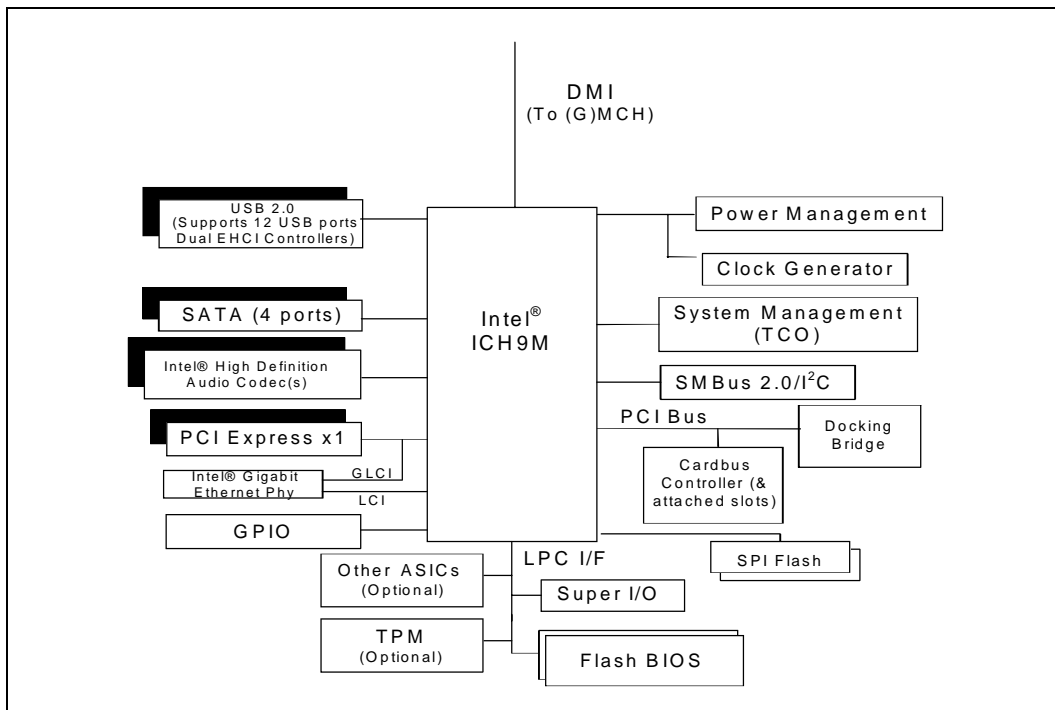 DMI
(To (G)MCH)
USB 2.0
(Supports 12 USB ports
Dual EHCI Controllers)
Power Management
Clock Generator
SATA (4 ports)
Intel®
ICH9M
System Management
(TCO)
Intel® High Definition
Audio Codec(s)
SMBus 2.0/I²C
PCI Express x1
PCI Bus
Docking
Bridge
GLCI
Intel® Gigabit
Ethernet Phy
LCI
Cardbus
Controller (&
attached slots)
GPIO
LPC I/F
SPI Flash
Other ASICs
(Optional)
Super I/O
TPM
(Optional)
Flash BIOS